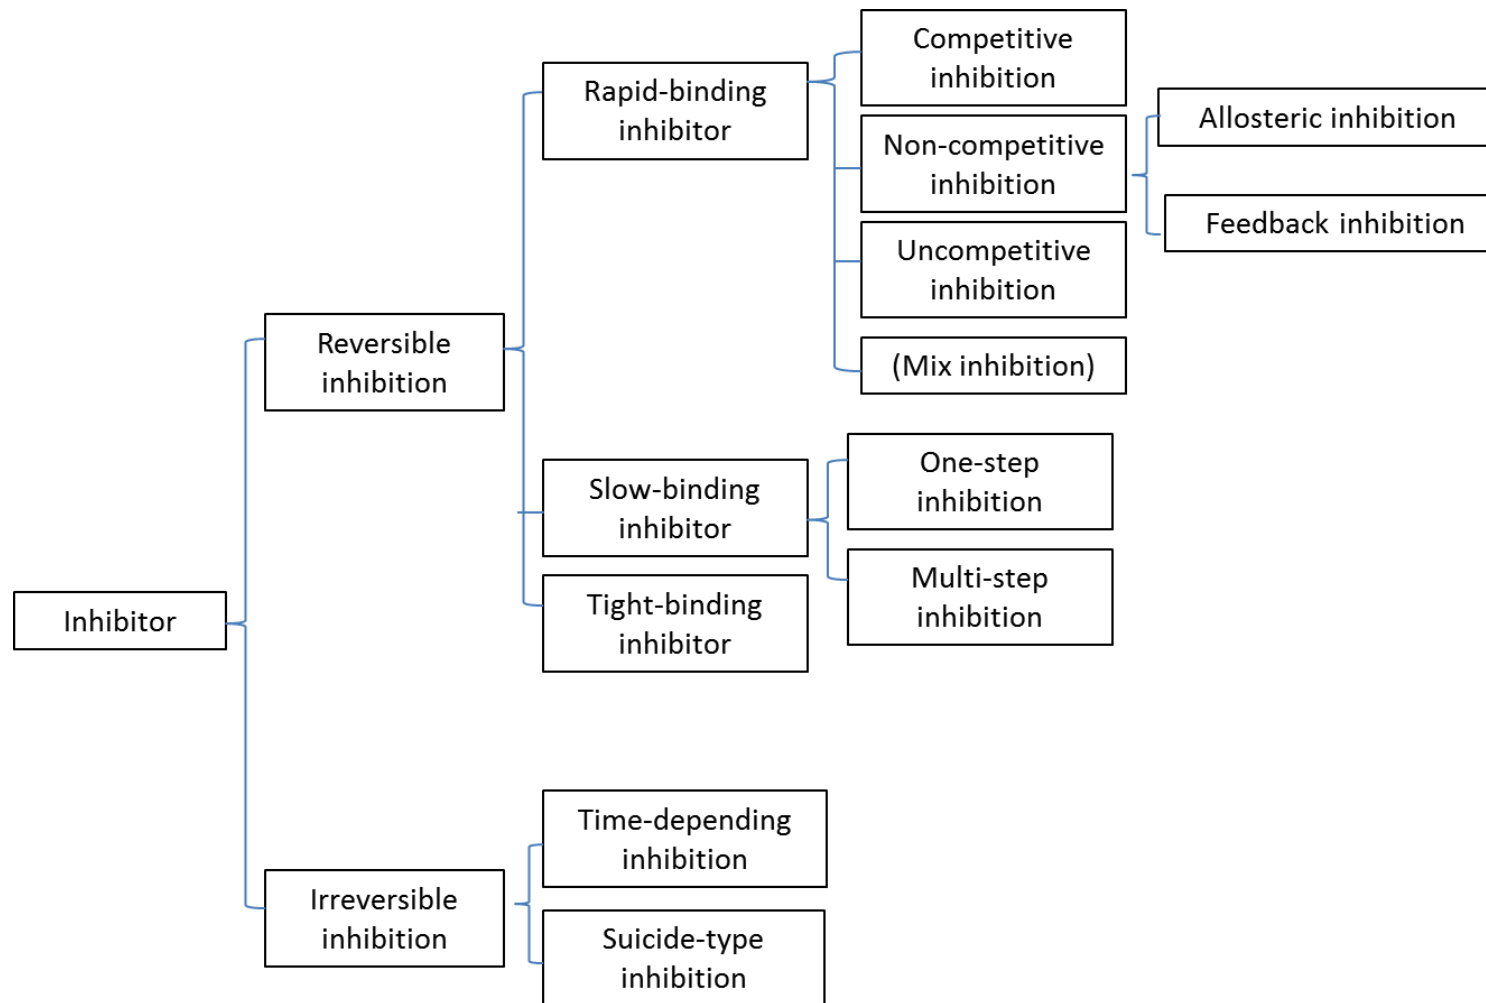 Competitive
inhibition
Rapid-binding
inhibitor
Allosteric inhibition
Non-competitive
inhibition
Feedback inhibition
Uncompetitive
inhibition
Reversible
inhibition
(Mix inhibition)
One-step
inhibition
Slow-binding
inhibitor
Multi-step
inhibition
Tight-binding
inhibitor
Inhibitor
Time-depending
inhibition
Irreversible
inhibition
Suicide-type
inhibition